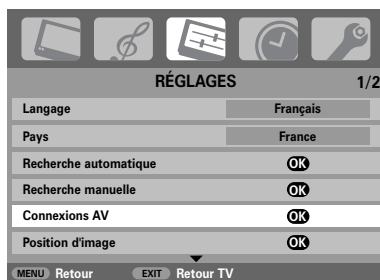 RÉGLAGES 1/2
Langage Français
Pays France
Recherche automatique OK
Recherche manuelle OK
Connexions AV OK
Position d'image OK
MENU Retour EXIT Retour TV